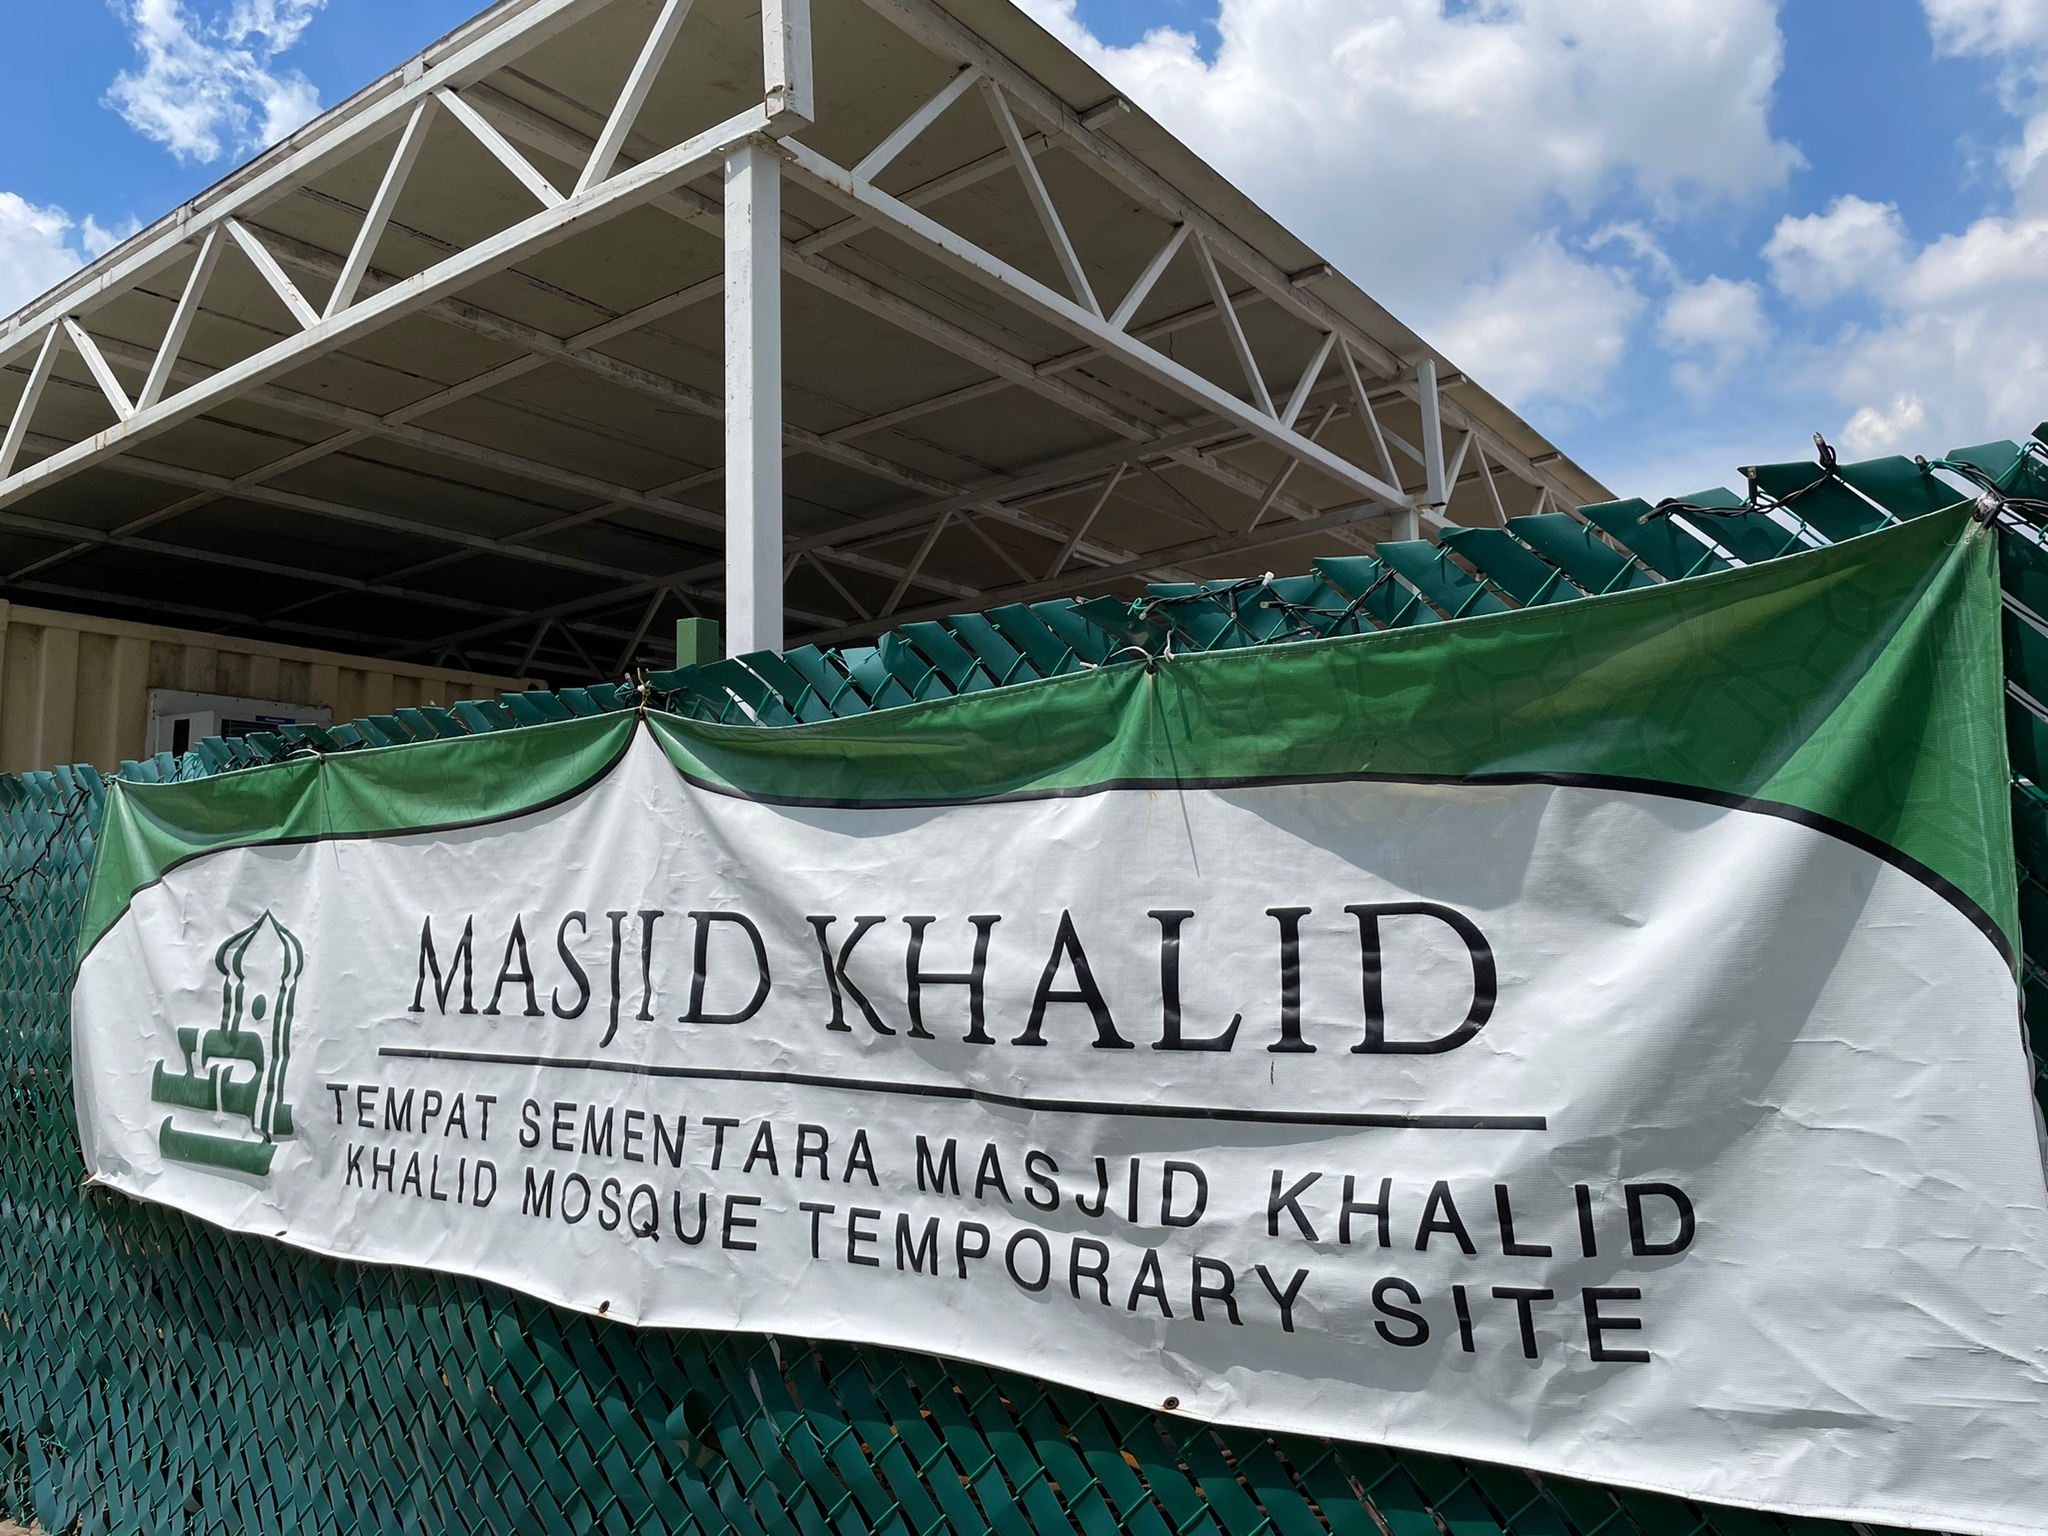 MASJID KHALID
TEMPAT SEMENTARA MASJID KHALID
KHALID MOSQUE TEMPORARY SITE